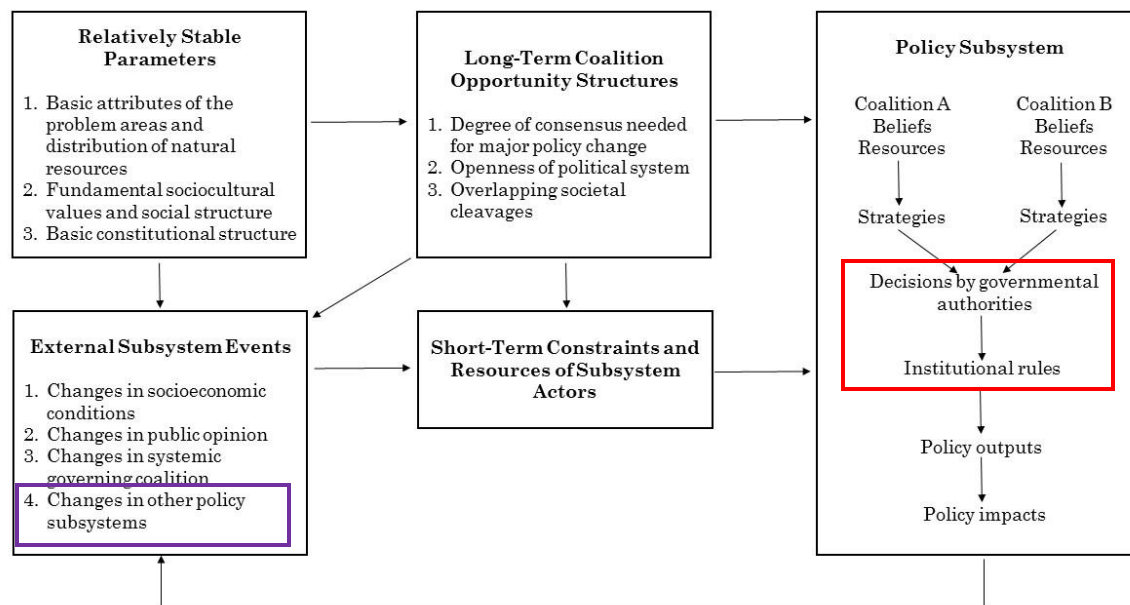 Relatively Stable
Parameters
1. Basic attributes of the
problem areas and
distribution of natural
resources
2. Fundamental sociocultural
values and social structure
3. Basic constitutional structure
Long-Term Coalition
Opportunity Structures
1. Degree of consensus needed
for major policy change
2. Openness of political system
3. Overlapping societal
cleavages
Policy Subsystem
Coalition A
Beliefs
Resources
Coalition B
Beliefs
Resources
Strategies
Strategies
Decisions by governmental
authorities
Institutional rules
Policy outputs
Policy impacts
External Subsystem Events
1. Changes in socioeconomic
conditions
2. Changes in public opinion
3. Changes in systemic
governing coalition
4. Changes in other policy
subsystems
Short-Term Constraints and
Resources of Subsystem
Actors